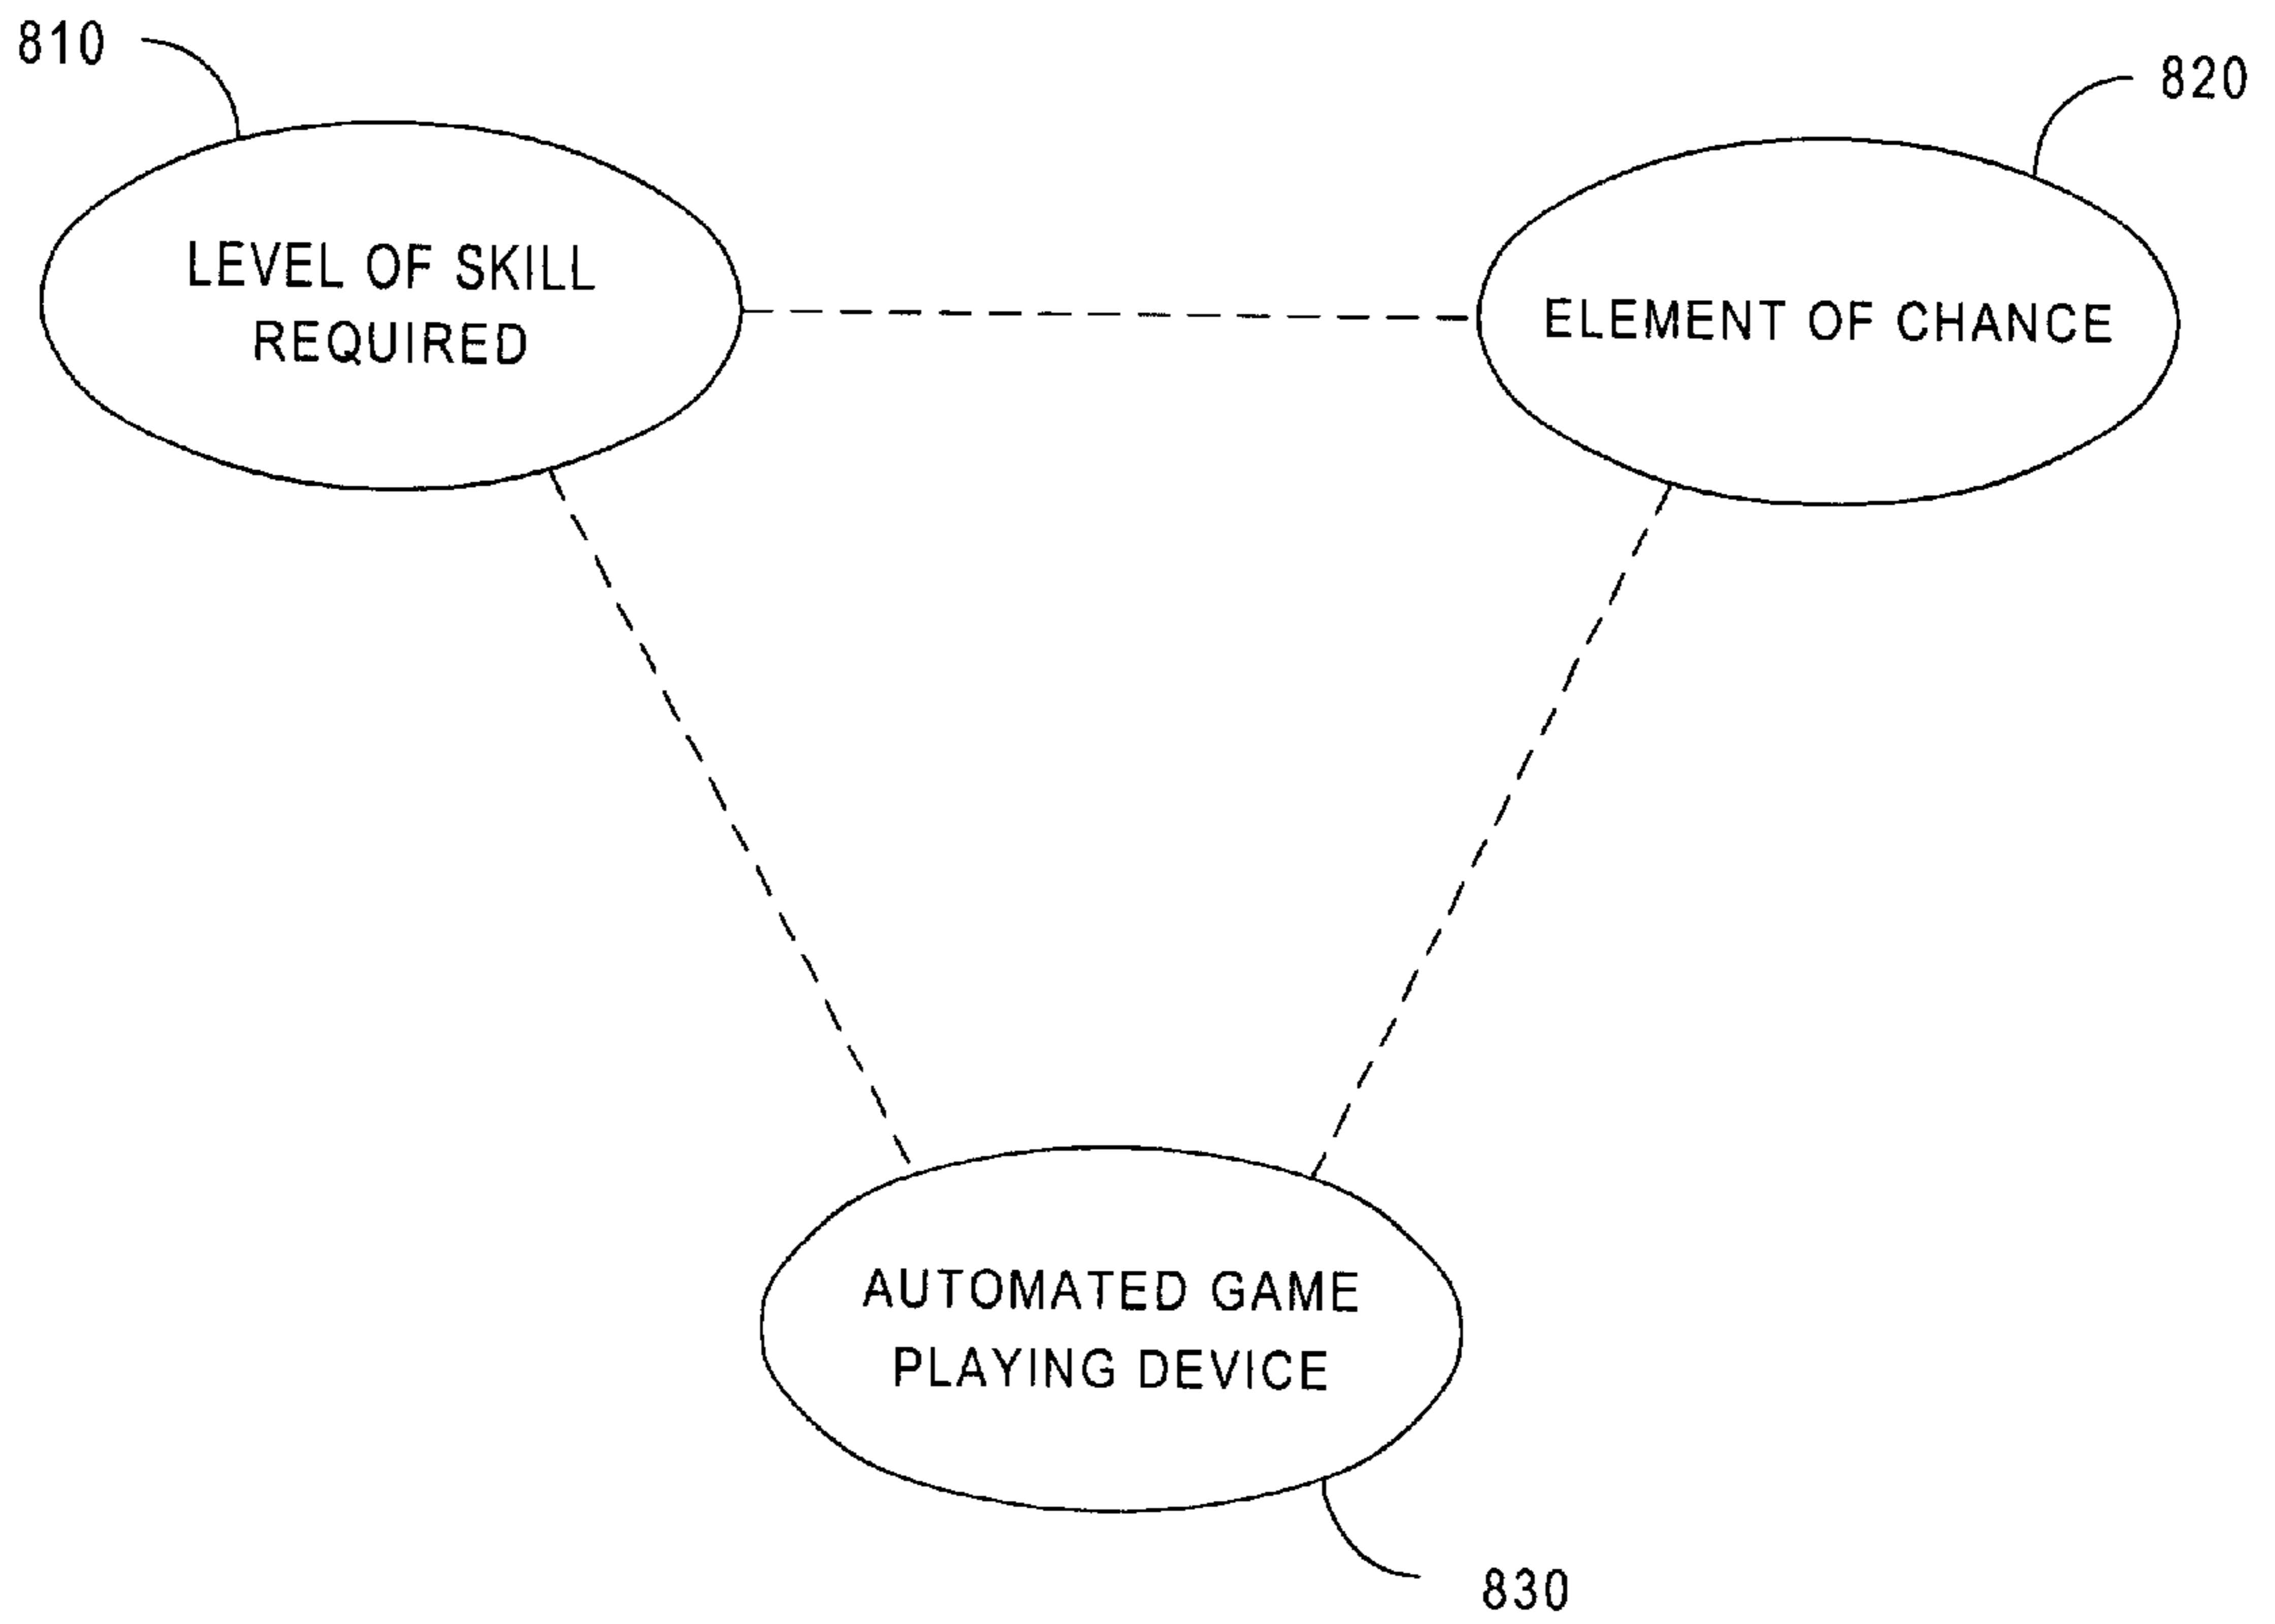 810
820
LEVEL OF SKILL
REQUIRED
ELEMENT OF CHANCE
AUTOMATED GAME
PLAYING DEVICE
830